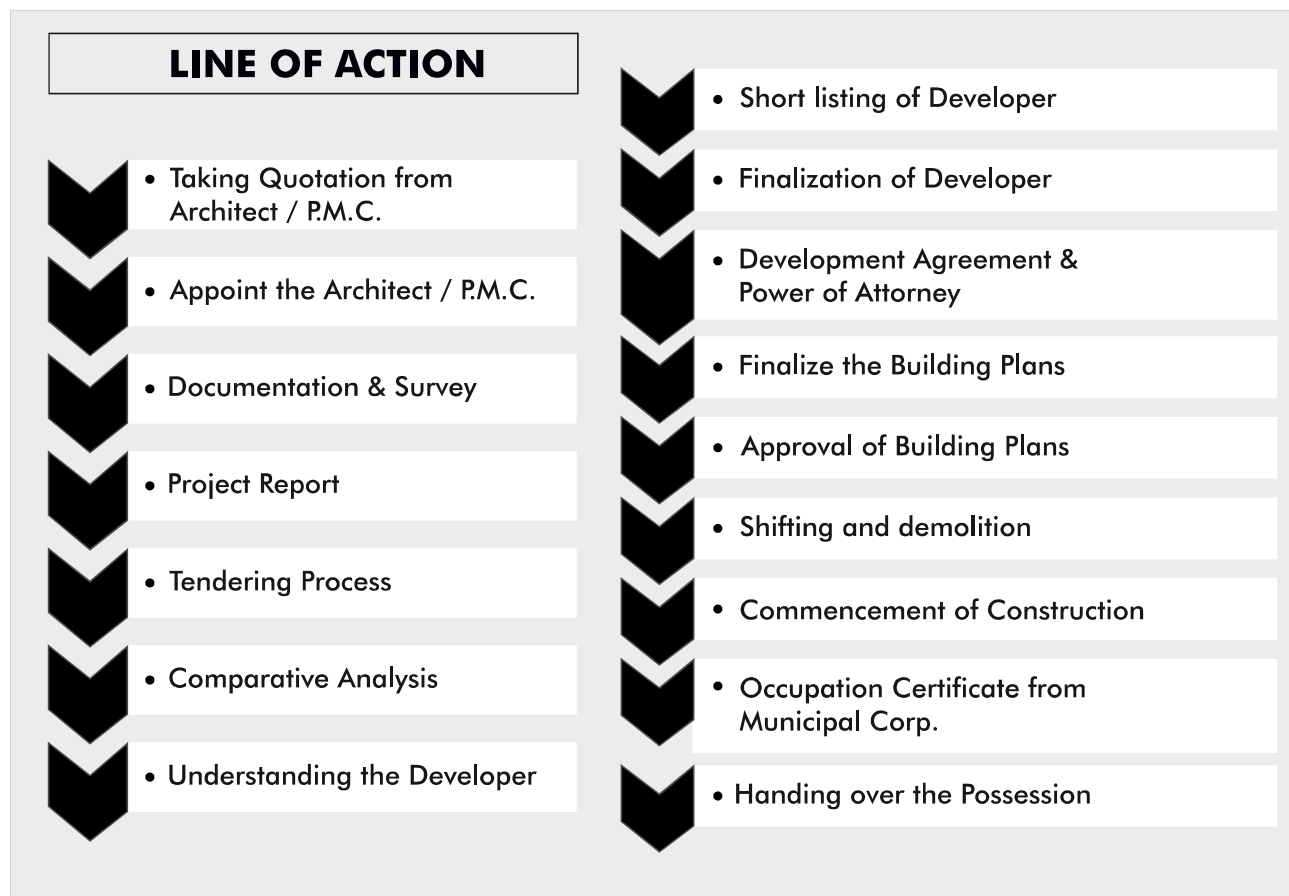 LINE OF ACTION
• Taking Quotation from
Architect / P.M.C.
• Appoint the Architect / P.M.C.
• Documentation & Survey
• Project Report
• Tendering Process
• Comparative Analysis
• Understanding the Developer
• Short listing of Developer
• Finalization of Developer
• Development Agreement &
Power of Attorney
• Finalize the Building Plans
• Approval of Building Plans
• Shifting and demolition
• Commencement of Construction
• Occupation Certificate from
Municipal Corp.
• Handing over the Possession